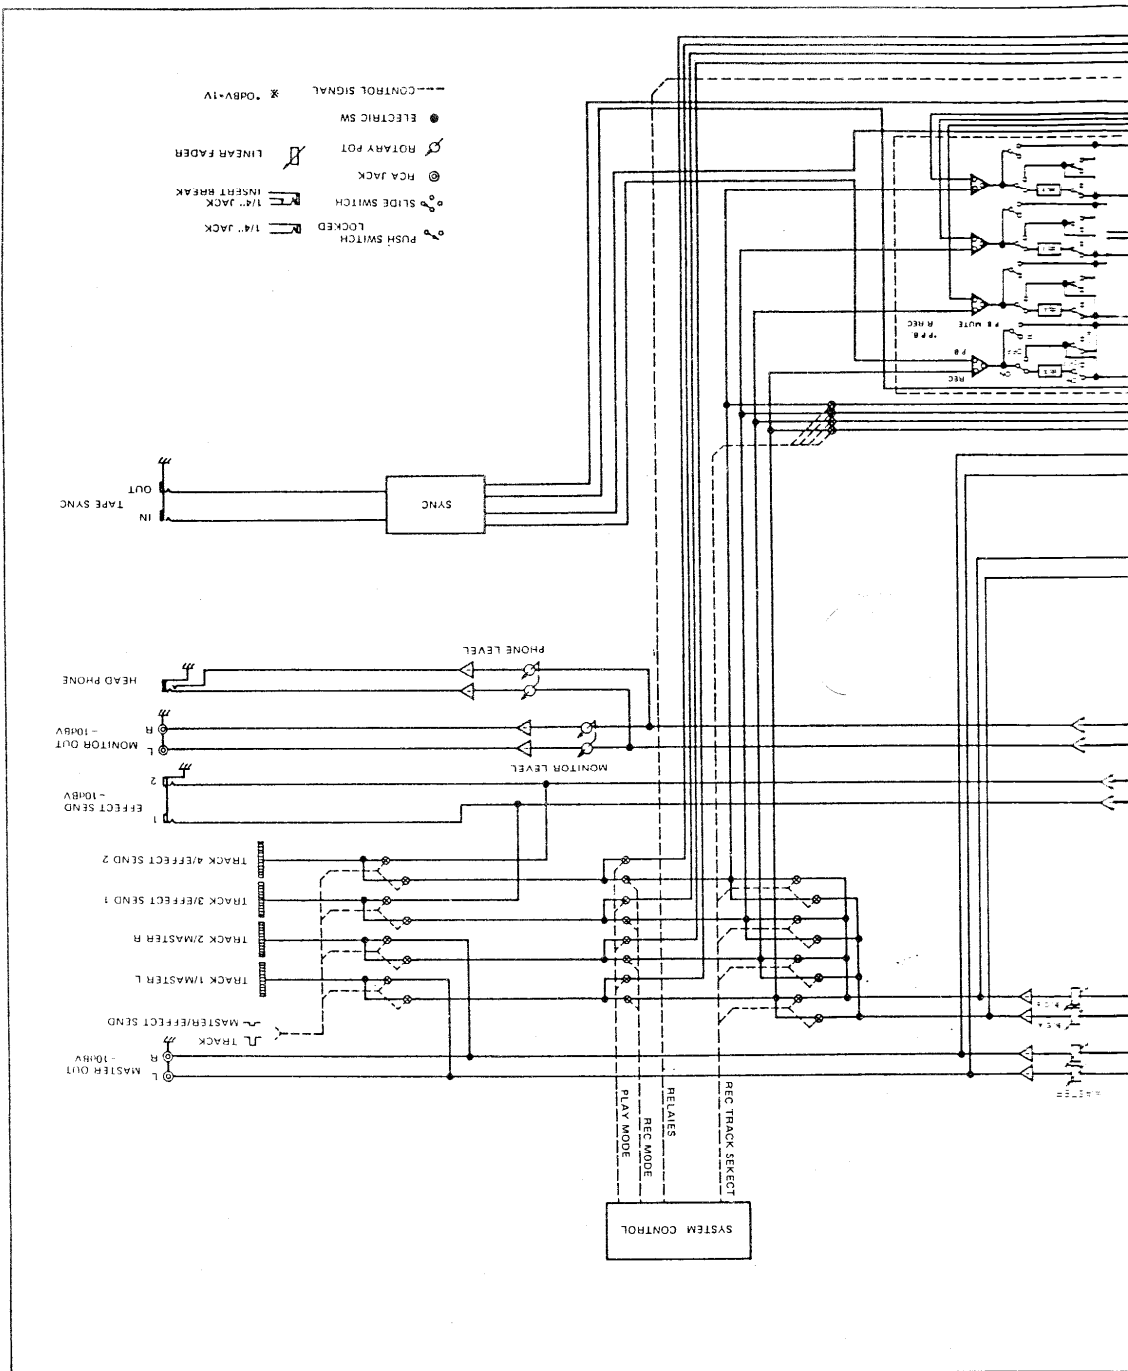 SYSTEM CONTROL
PLAY MODE
REC MODE
RELAIES
REC TRACK SEKECT
MASTER OUT
-10dBV
L
R
TRACK
MASTER/EFFECT SEND
TRACK 1/MASTER L
TRACK 2/MASTER R
TRACK 3/EFFECT SEND 1
TRACK 4/EFFECT SEND 2
EFFECT SEND
-10dBV
1
2
MONITOR LEVEL
MONITOR OUT
-10dBV
L
R
HEAD PHONE
PHONE LEVEL
TAPE SYNC
IN
OUT
SYNC
REC
P.B
ON
OFF
R REC
P.B MUTE
PUSH SWITCH
LOCKED
1/4" JACK
SLIDE SWITCH
1/4" JACK
INSERT BREAK
RCA JACK
ROTARY POT
LINEAR FADER
ELECTRIC SW
CONTROL SIGNAL
* °0dBV=1V